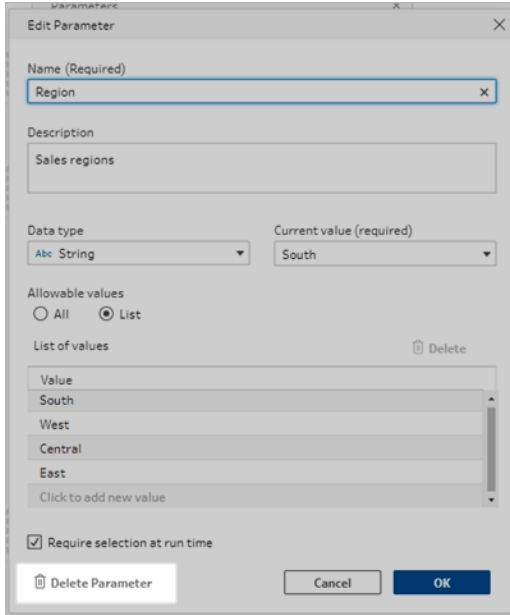 Parameters
Edit Parameter
Name (Required)
Region
Description
Sales regions
Data type
Current value (required)
Abc String
South
Allowable values
All List
List of values
Delete
Value
South
West
Central
East
Click to add new value
Require selection at run time
Delete Parameter
Cancel
OK